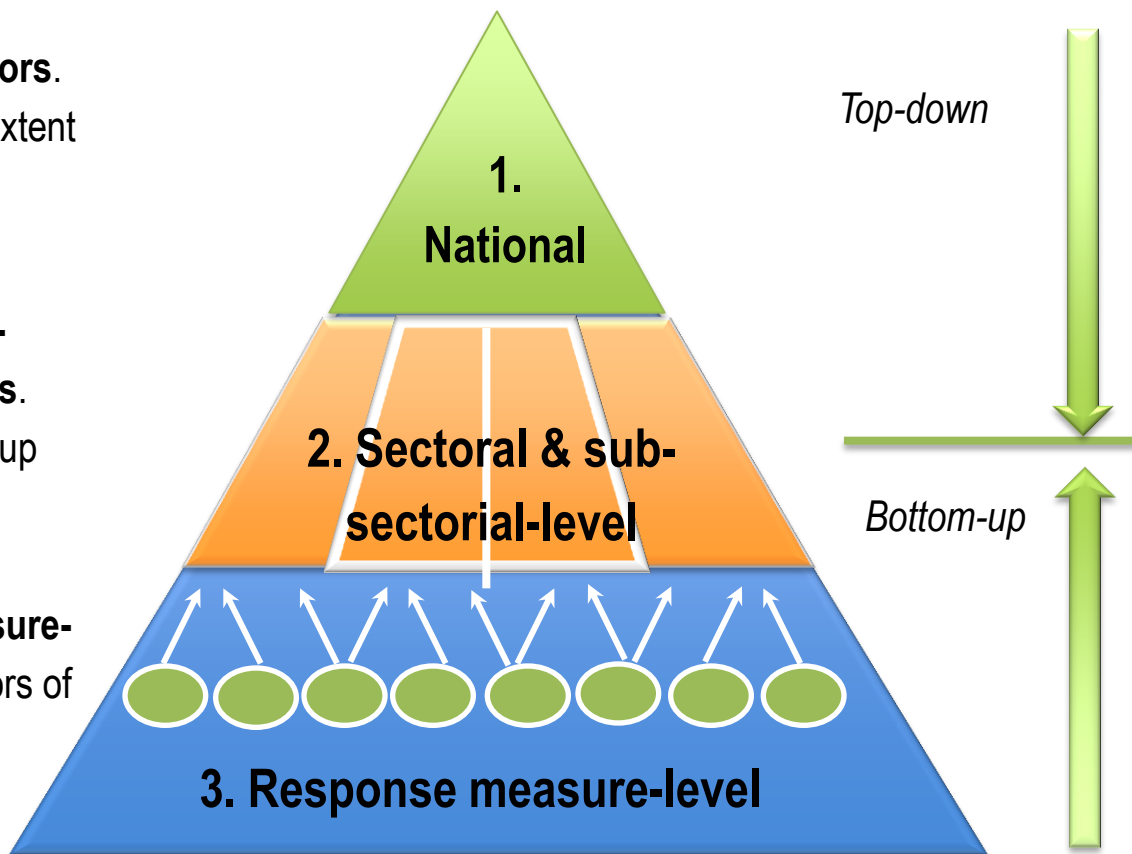 ors.
xtent
-
s.
up
sure-
ors of
1.
National
2. Sectoral & sub-
sectorial-level
3. Response measure-level
Top-down
Bottom-up